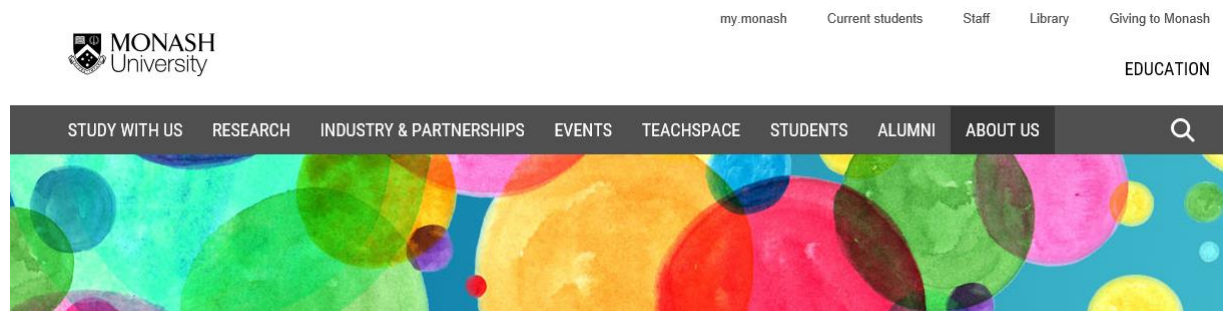 my.monash Current students Staff Library Giving to Monash
MONASH
University
EDUCATION
STUDY WITH US RESEARCH INDUSTRY & PARTNERSHIPS EVENTS TEACHSPACE STUDENTS ALUMNI ABOUT US